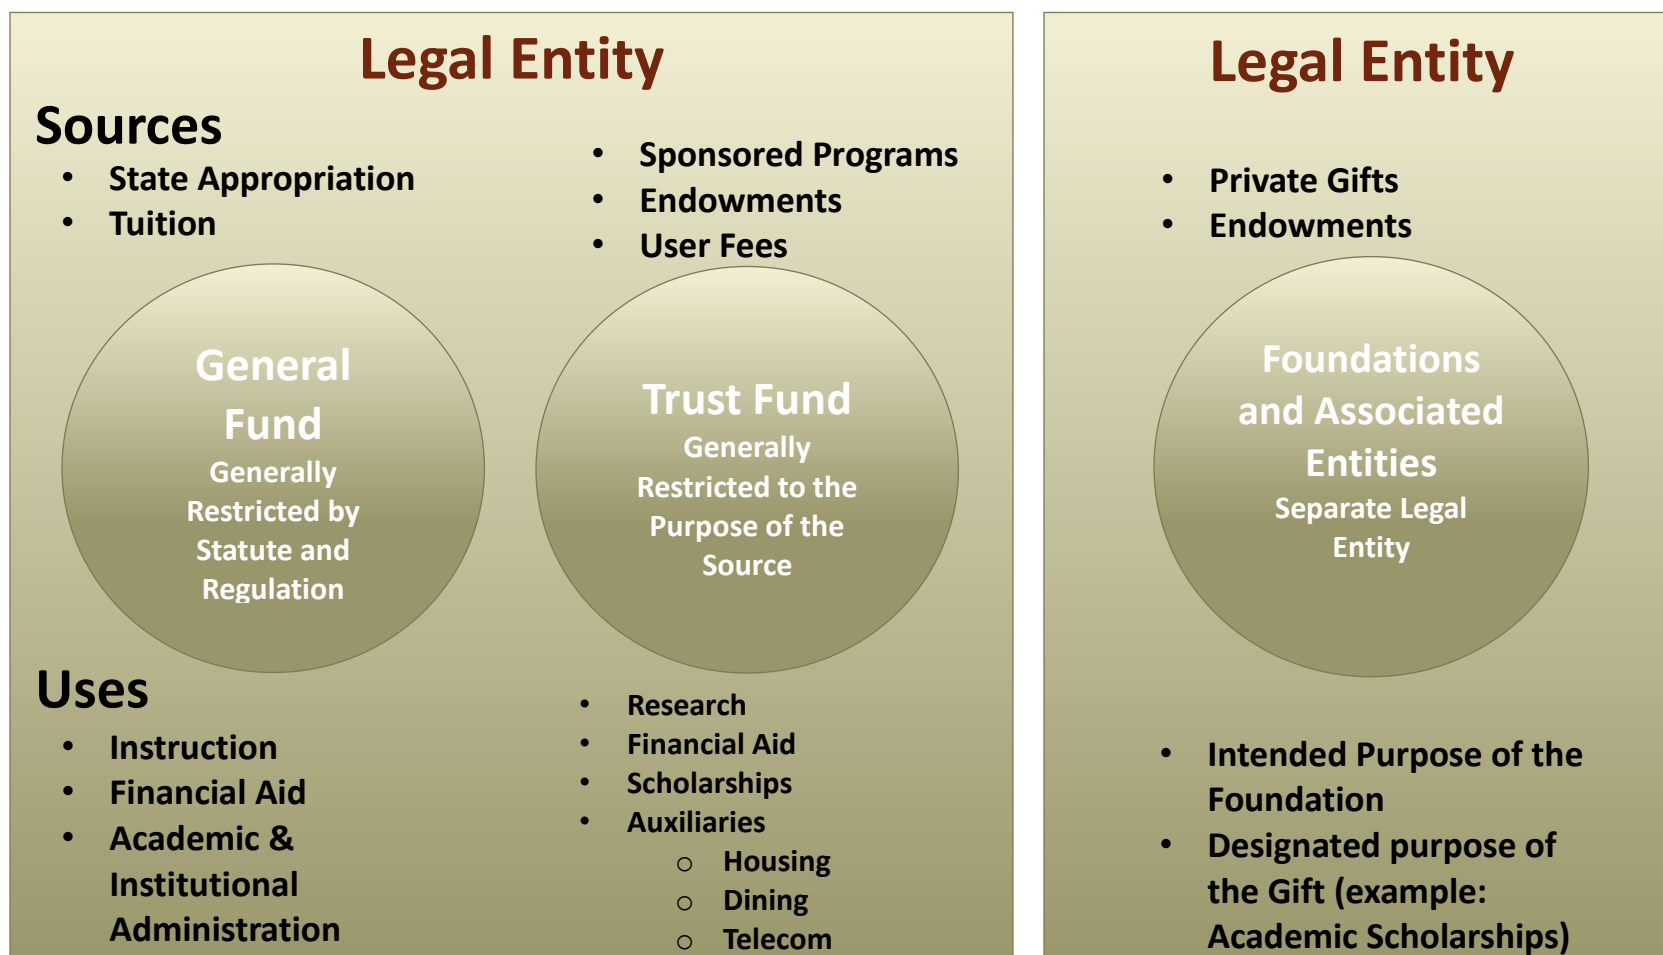 Legal Entity
Sources
• State Appropriation
• Tuition
• Sponsored Programs
• Endowments
• User Fees
General
Fund
Generally
Restricted by
Statute and
Regulation
Trust Fund
Generally
Restricted to the
Purpose of the
Source
Uses
• Instruction
• Financial Aid
• Academic &
Institutional
Administration
• Research
• Financial Aid
• Scholarships
• Auxiliaries
o Housing
o Dining
o Telecom
Legal Entity
• Private Gifts
• Endowments
Foundations
and Associated
Entities
Separate Legal
Entity
• Intended Purpose of the
Foundation
• Designated purpose of
the Gift (example:
Academic Scholarships)